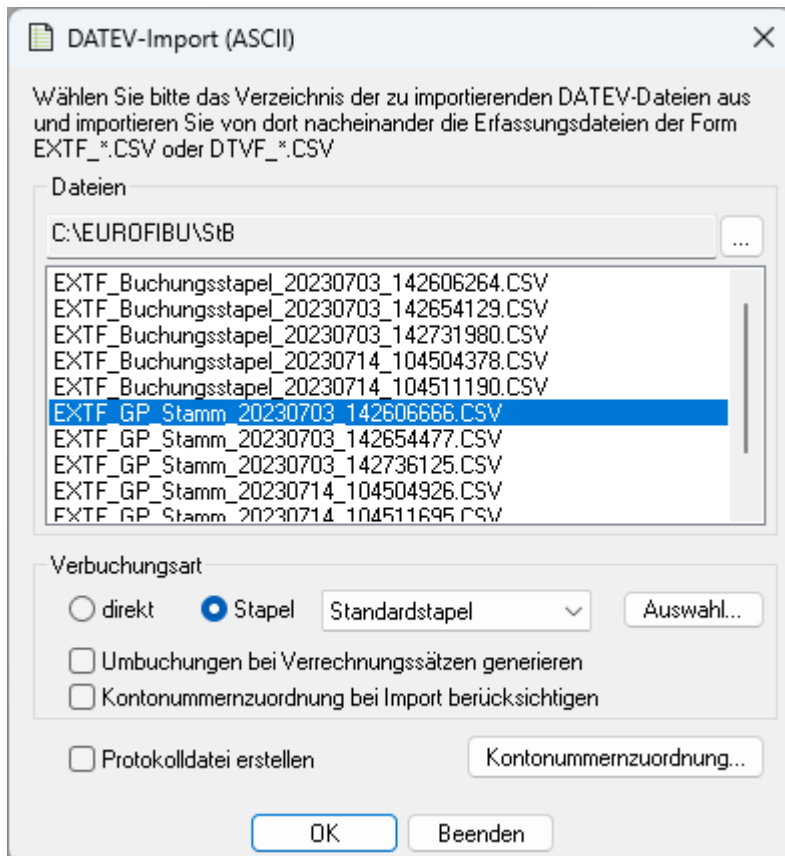 DATEV-Import (ASCII)
Wählen Sie bitte das Verzeichnis der zu importierenden DATEV-Dateien aus
und importieren Sie von dort nacheinander die Erfassungsdateien der Form
EXTF_*.CSV oder DTVF_*.CSV
Dateien
C:\EUROFIBU\StB
...
EXTF_Buchungsstapel_20230703_142606264.CSV
EXTF_Buchungsstapel_20230703_142654129.CSV
EXTF_Buchungsstapel_20230703_142731980.CSV
EXTF_Buchungsstapel_20230714_104504378.CSV
EXTF_Buchungsstapel_20230714_104511190.CSV
EXTF_GP_Stamm_20230703_142606666.CSV
EXTF_GP_Stamm_20230703_142654477.CSV
EXTF_GP_Stamm_20230703_142736125.CSV
EXTF_GP_Stamm_20230714_104504926.CSV
EXTF_GP_Stamm_20230714_104511695.CSV
Verbuchungsart
direkt Stapel Standardstapel Auswahl...
Umbuchungen bei Verrechnungssätzen generieren
Kontonummernzuordnung bei Import berücksichtigen
Protokolldatei erstellen Kontonummernzuordnung...
OK Beenden